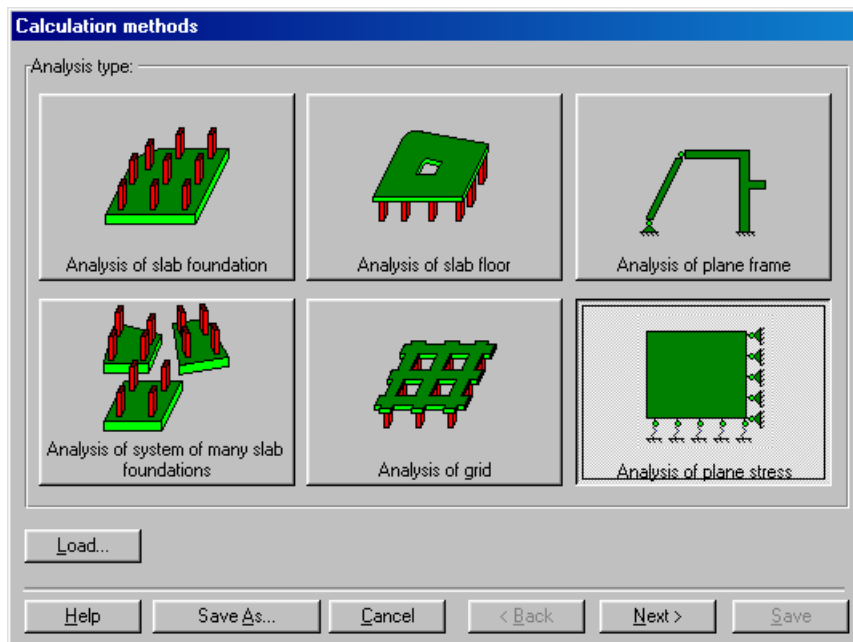 Calculation methods
Analysis type:
Analysis of slab foundation
Analysis of slab floor
Analysis of plane frame
Analysis of system of many slab
foundations
Analysis of grid
Analysis of plane stress
Load...
Help
Save As...
Cancel
< Back
Next >
Save